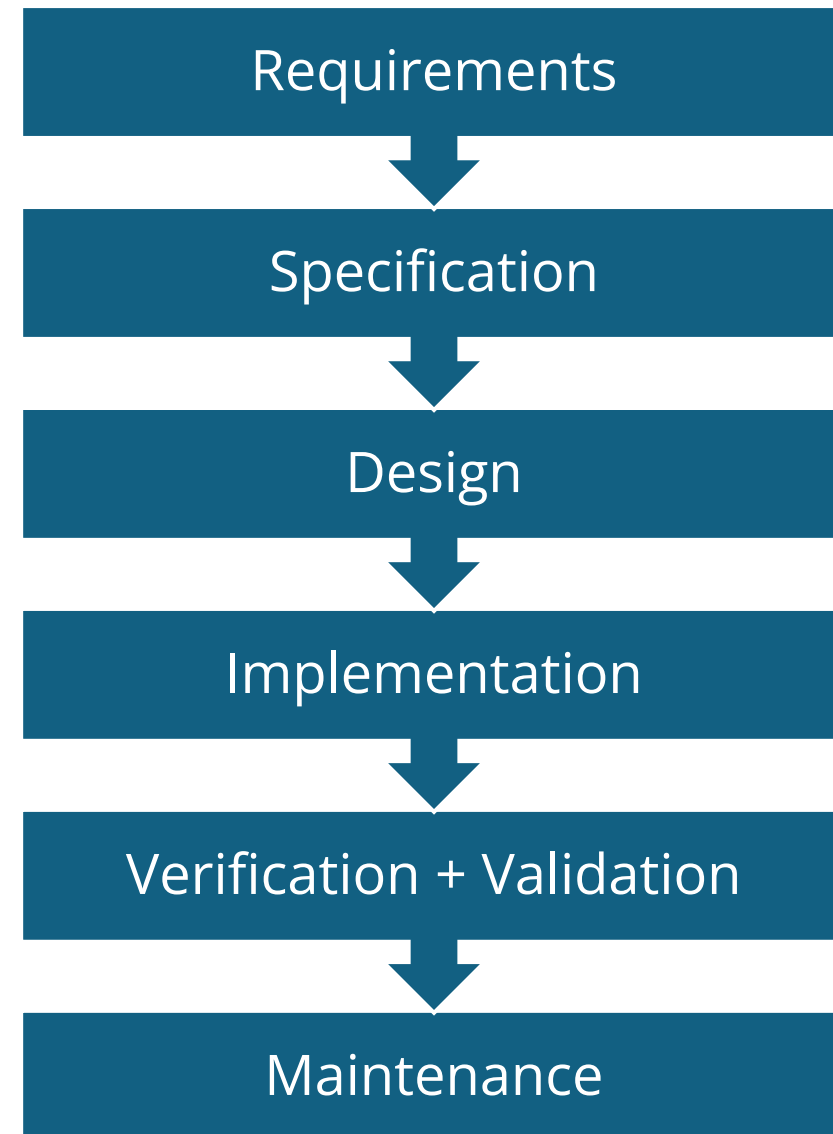 Requirements
Specification
Design
Implementation
Verification + Validation
Maintenance